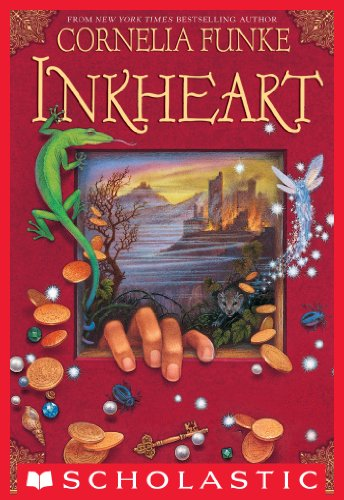 FROM NEW YORK TIMES BESTSELLING AUTHOR
CORNELIA FUNKE
INKHEART
SCHOLASTIC